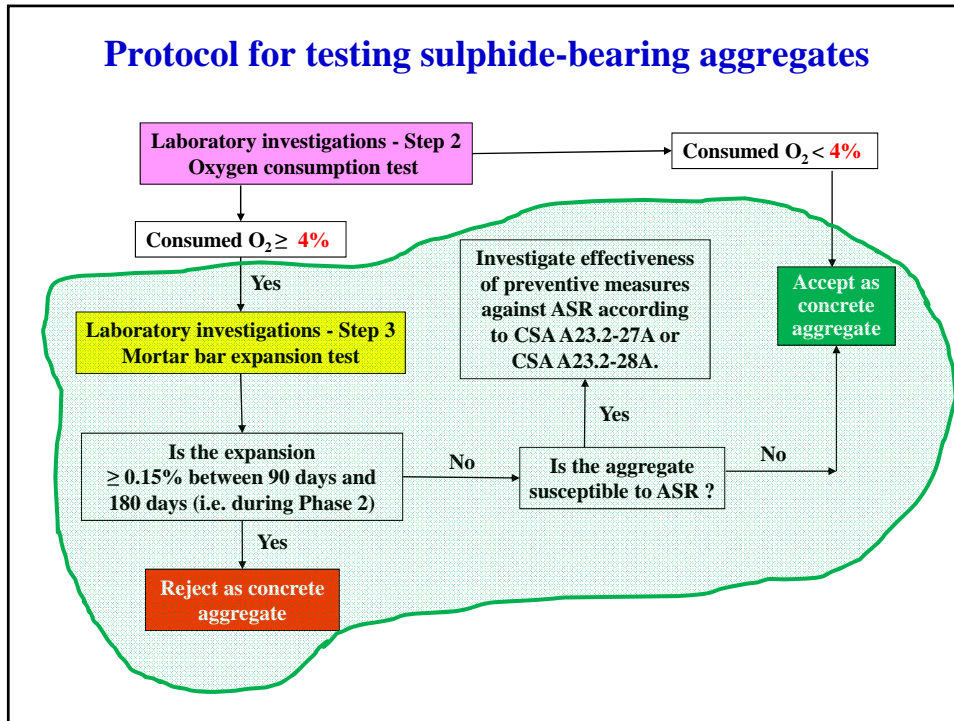 Protocol for testing sulphide-bearing aggregates
Laboratory investigations - Step 2
Oxygen consumption test
Consumed O₂ < 4%
Consumed O₂ ≥ 4%
Yes
Investigate effectiveness
of preventive measures
against ASR according
to CSA A23.2-27A or
CSA A23.2-28A.
Accept as
concrete
aggregate
Laboratory investigations - Step 3
Mortar bar expansion test
Yes
Is the expansion
≥ 0.15% between 90 days and
180 days (i.e. during Phase 2)
No
Is the aggregate
susceptible to ASR ?
No
Yes
Reject as concrete
aggregate